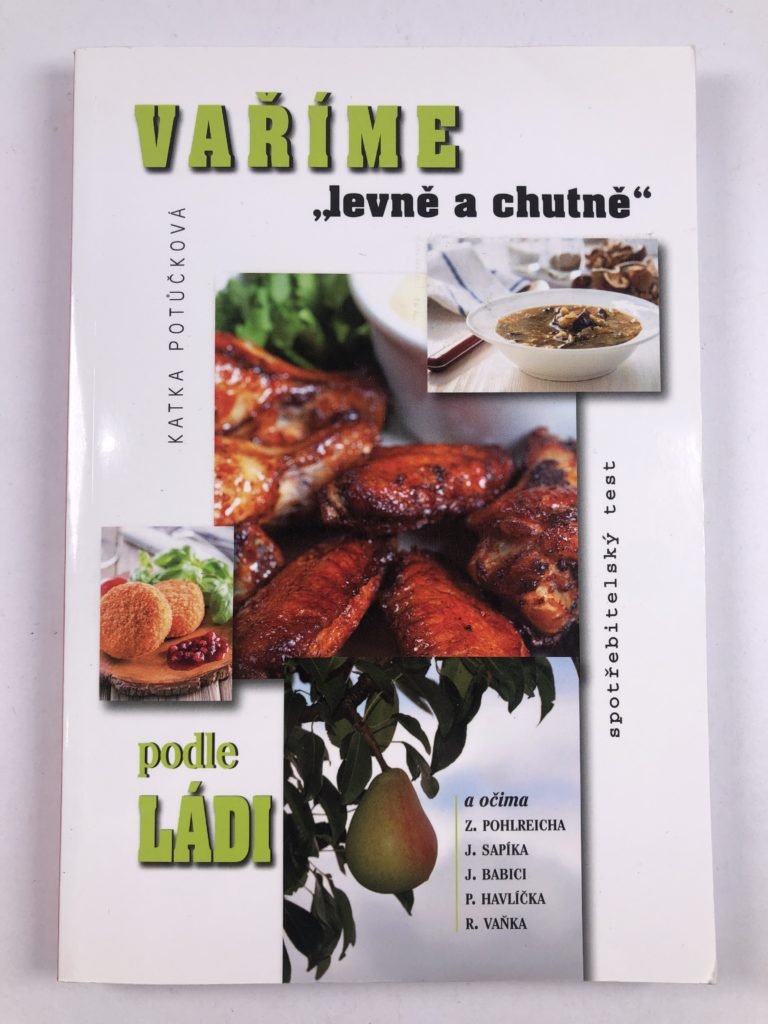 VAŘÍME
„levně a chutně“
KATKA POTŮČKOVÁ
spotřebitelský test
podle
LÁDI
a očima
Z. POHLREICHA
J. SAPÍKA
J. BABICI
P. HAVLÍČKA
R. VAŇKA